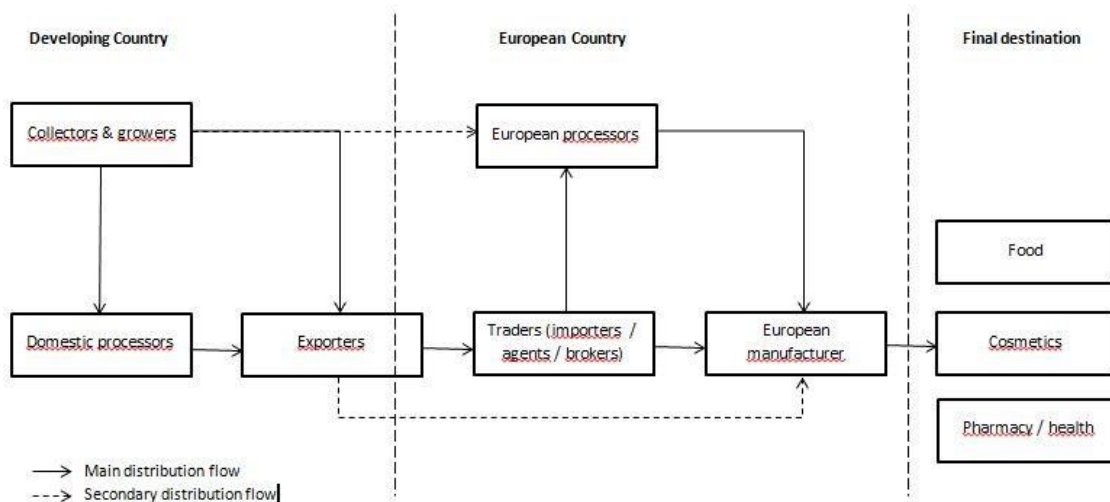 Developing Country
European Country
Final destination
Collectors & growers
European processors
Food
Domestic processors
Exporters
Traders (importers /
agents / brokers)
European
manufacturer
Cosmetics
Pharmacy / health
Main distribution flow
Secondary distribution flow